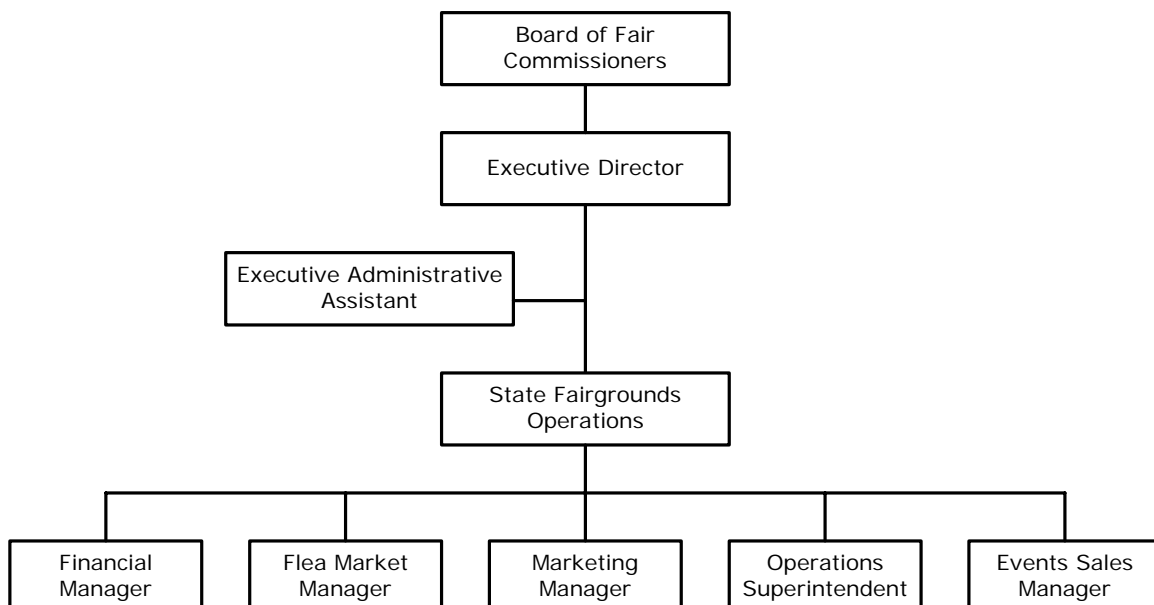 Board of Fair
Commissioners
Executive Director
Executive Administrative
Assistant
State Fairgrounds
Operations
Financial
Manager
Flea Market
Manager
Marketing
Manager
Operations
Superintendent
Events Sales
Manager